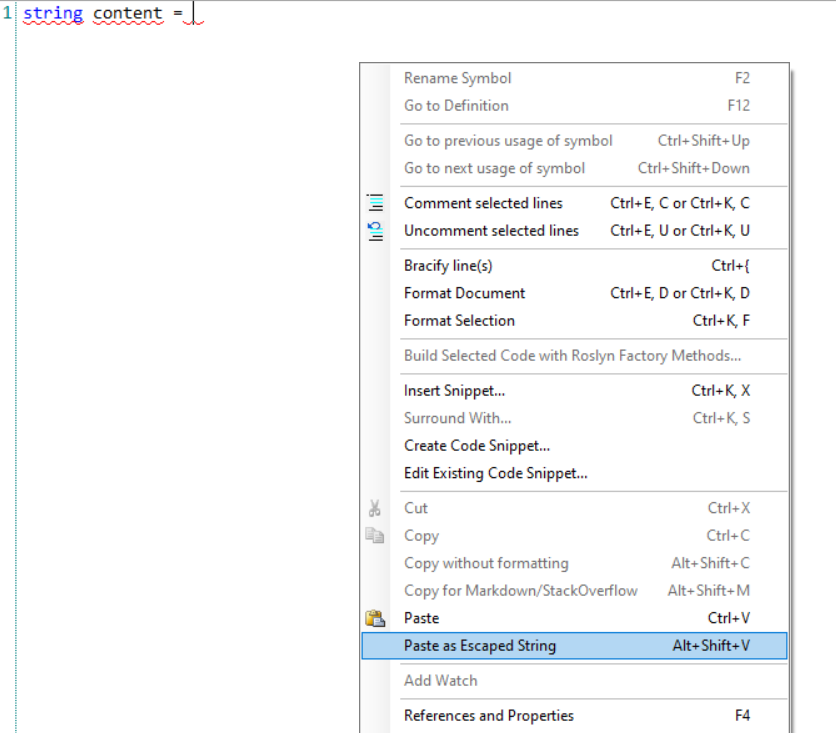 1 string content =
Rename Symbol F2
Go to Definition F12
Go to previous usage of symbol Ctrl+Shift+Up
Go to next usage of symbol Ctrl+Shift+Down
Comment selected lines Ctrl+E, C or Ctrl+K, C
Uncomment selected lines Ctrl+E, U or Ctrl+K, U
Bracify line(s) Ctrl+{
Format Document Ctrl+E, D or Ctrl+K, D
Format Selection Ctrl+K, F
Build Selected Code with Roslyn Factory Methods...
Insert Snippet... Ctrl+K, X
Surround With... Ctrl+K, S
Create Code Snippet...
Edit Existing Code Snippet...
Cut Ctrl+X
Copy Ctrl+C
Copy without formatting Alt+Shift+C
Copy for Markdown/StackOverflow Alt+Shift+M
Paste Ctrl+V
Paste as Escaped String Alt+Shift+V
Add Watch
References and Properties F4